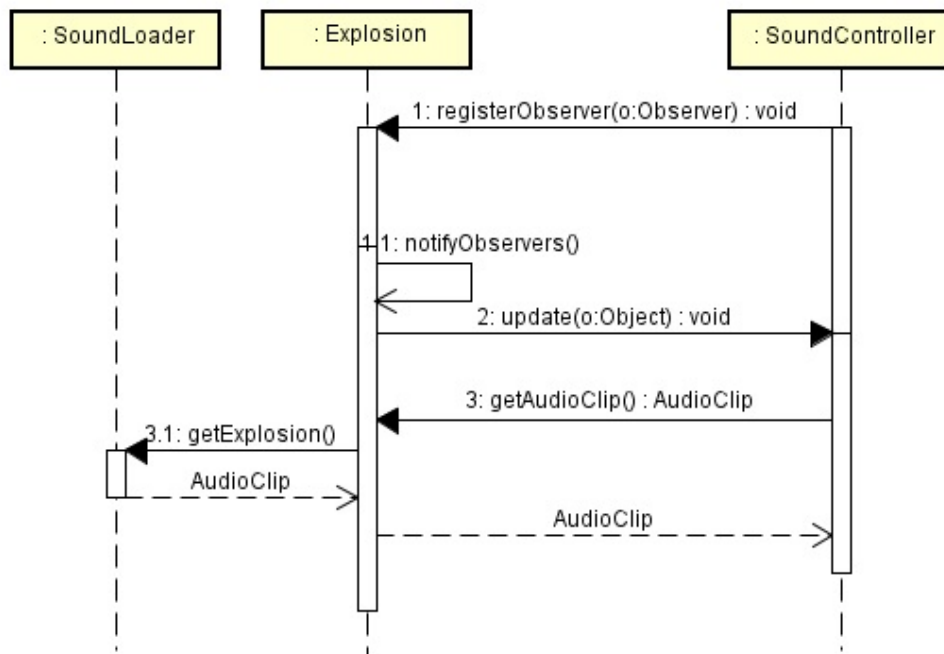 : SoundLoader
: Explosion
: SoundController
1: registerObserver(o:Observer) : void
1.1: notifyObservers()
2: update(o:Object) : void
3: getAudioClip() : AudioClip
3.1: getExplosion()
AudioClip
AudioClip